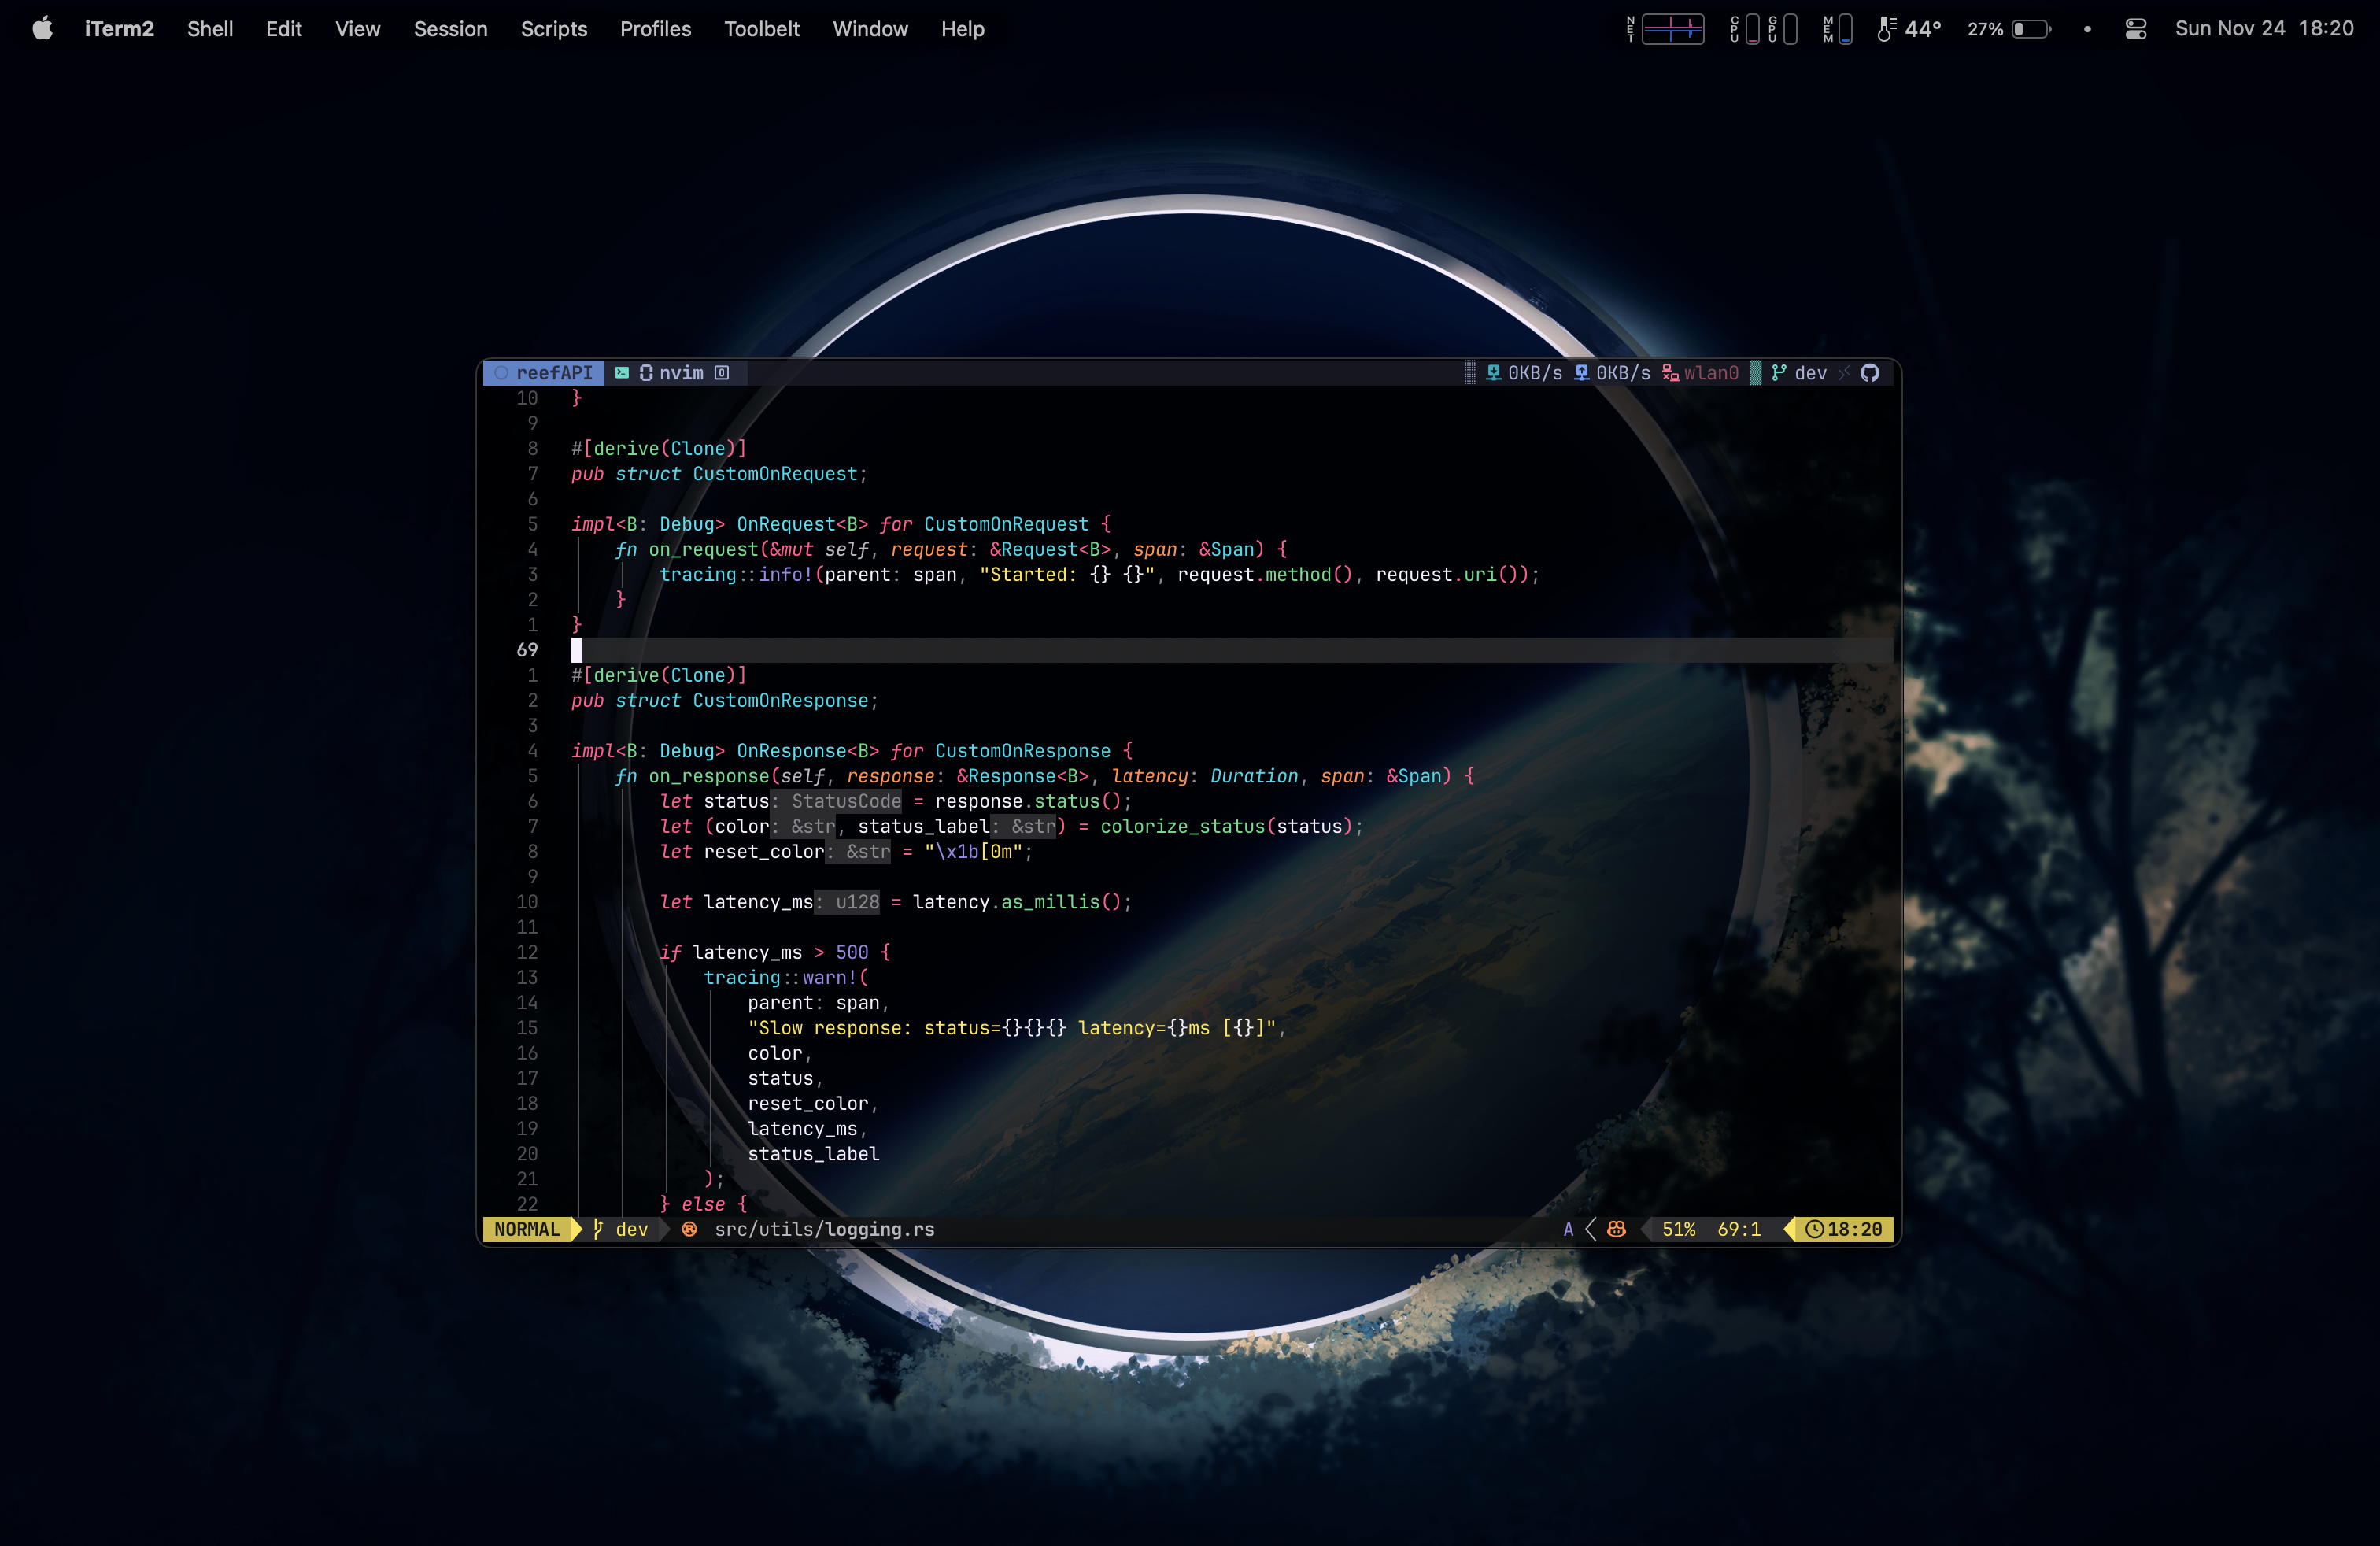 iTerm2 Shell Edit View Session Scripts Profiles Toolbelt Window Help NET CPU GPU MEM 44° 27% Sun Nov 24 18:20
reefAPI 0 nvim 0 0KB/s 0KB/s wlan0 dev
10 }
9
8 #[derive(Clone)]
7 pub struct CustomOnRequest;
6
5 impl<B: Debug> OnRequest<B> for CustomOnRequest {
4 fn on_request(&mut self, request: &Request<B>, span: &Span) {
3 tracing::info!(parent: span, "Started: {} {}", request.method(), request.uri());
2 }
1 }
69
1 #[derive(Clone)]
2 pub struct CustomOnResponse;
3
4 impl<B: Debug> OnResponse<B> for CustomOnResponse {
5 fn on_response(self, response: &Response<B>, latency: Duration, span: &Span) {
6 let status: StatusCode = response.status();
7 let (color: &str, status_label: &str) = colorize_status(status);
8 let reset_color: &str = "\x1b[0m";
9
10 let latency_ms: u128 = latency.as_millis();
11
12 if latency_ms > 500 {
13 tracing::warn!(
14 parent: span,
15 "Slow response: status={}{}{} latency={}ms [{}]",
16 color,
17 status,
18 reset_color,
19 latency_ms,
20 status_label
21 );
22 } else {
NORMAL dev src/utils/logging.rs A 51% 69:1 18:20